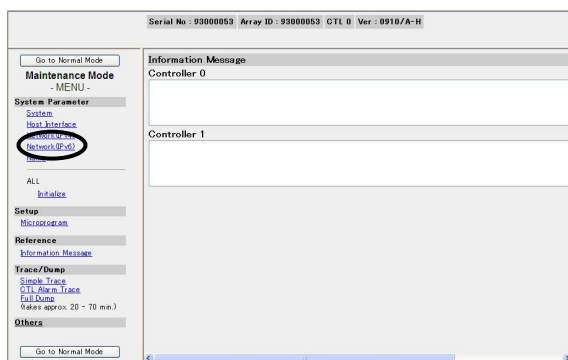 Serial No : 93000053 Array ID : 93000053 CTL 0 Ver : 0910/A-H
Go to Normal Mode
Maintenance Mode
- MENU -
System Parameter
System
Host Interface
Network(IPv6)
ALL
Initialize
Setup
Microprogram
Reference
Information Message
Trace/Dump
Simple Trace
CTL Alarm Trace
Full Dump
(takes approx. 20 - 70 min.)
Others
Go to Normal Mode
Information Message
Controller 0
Controller 1